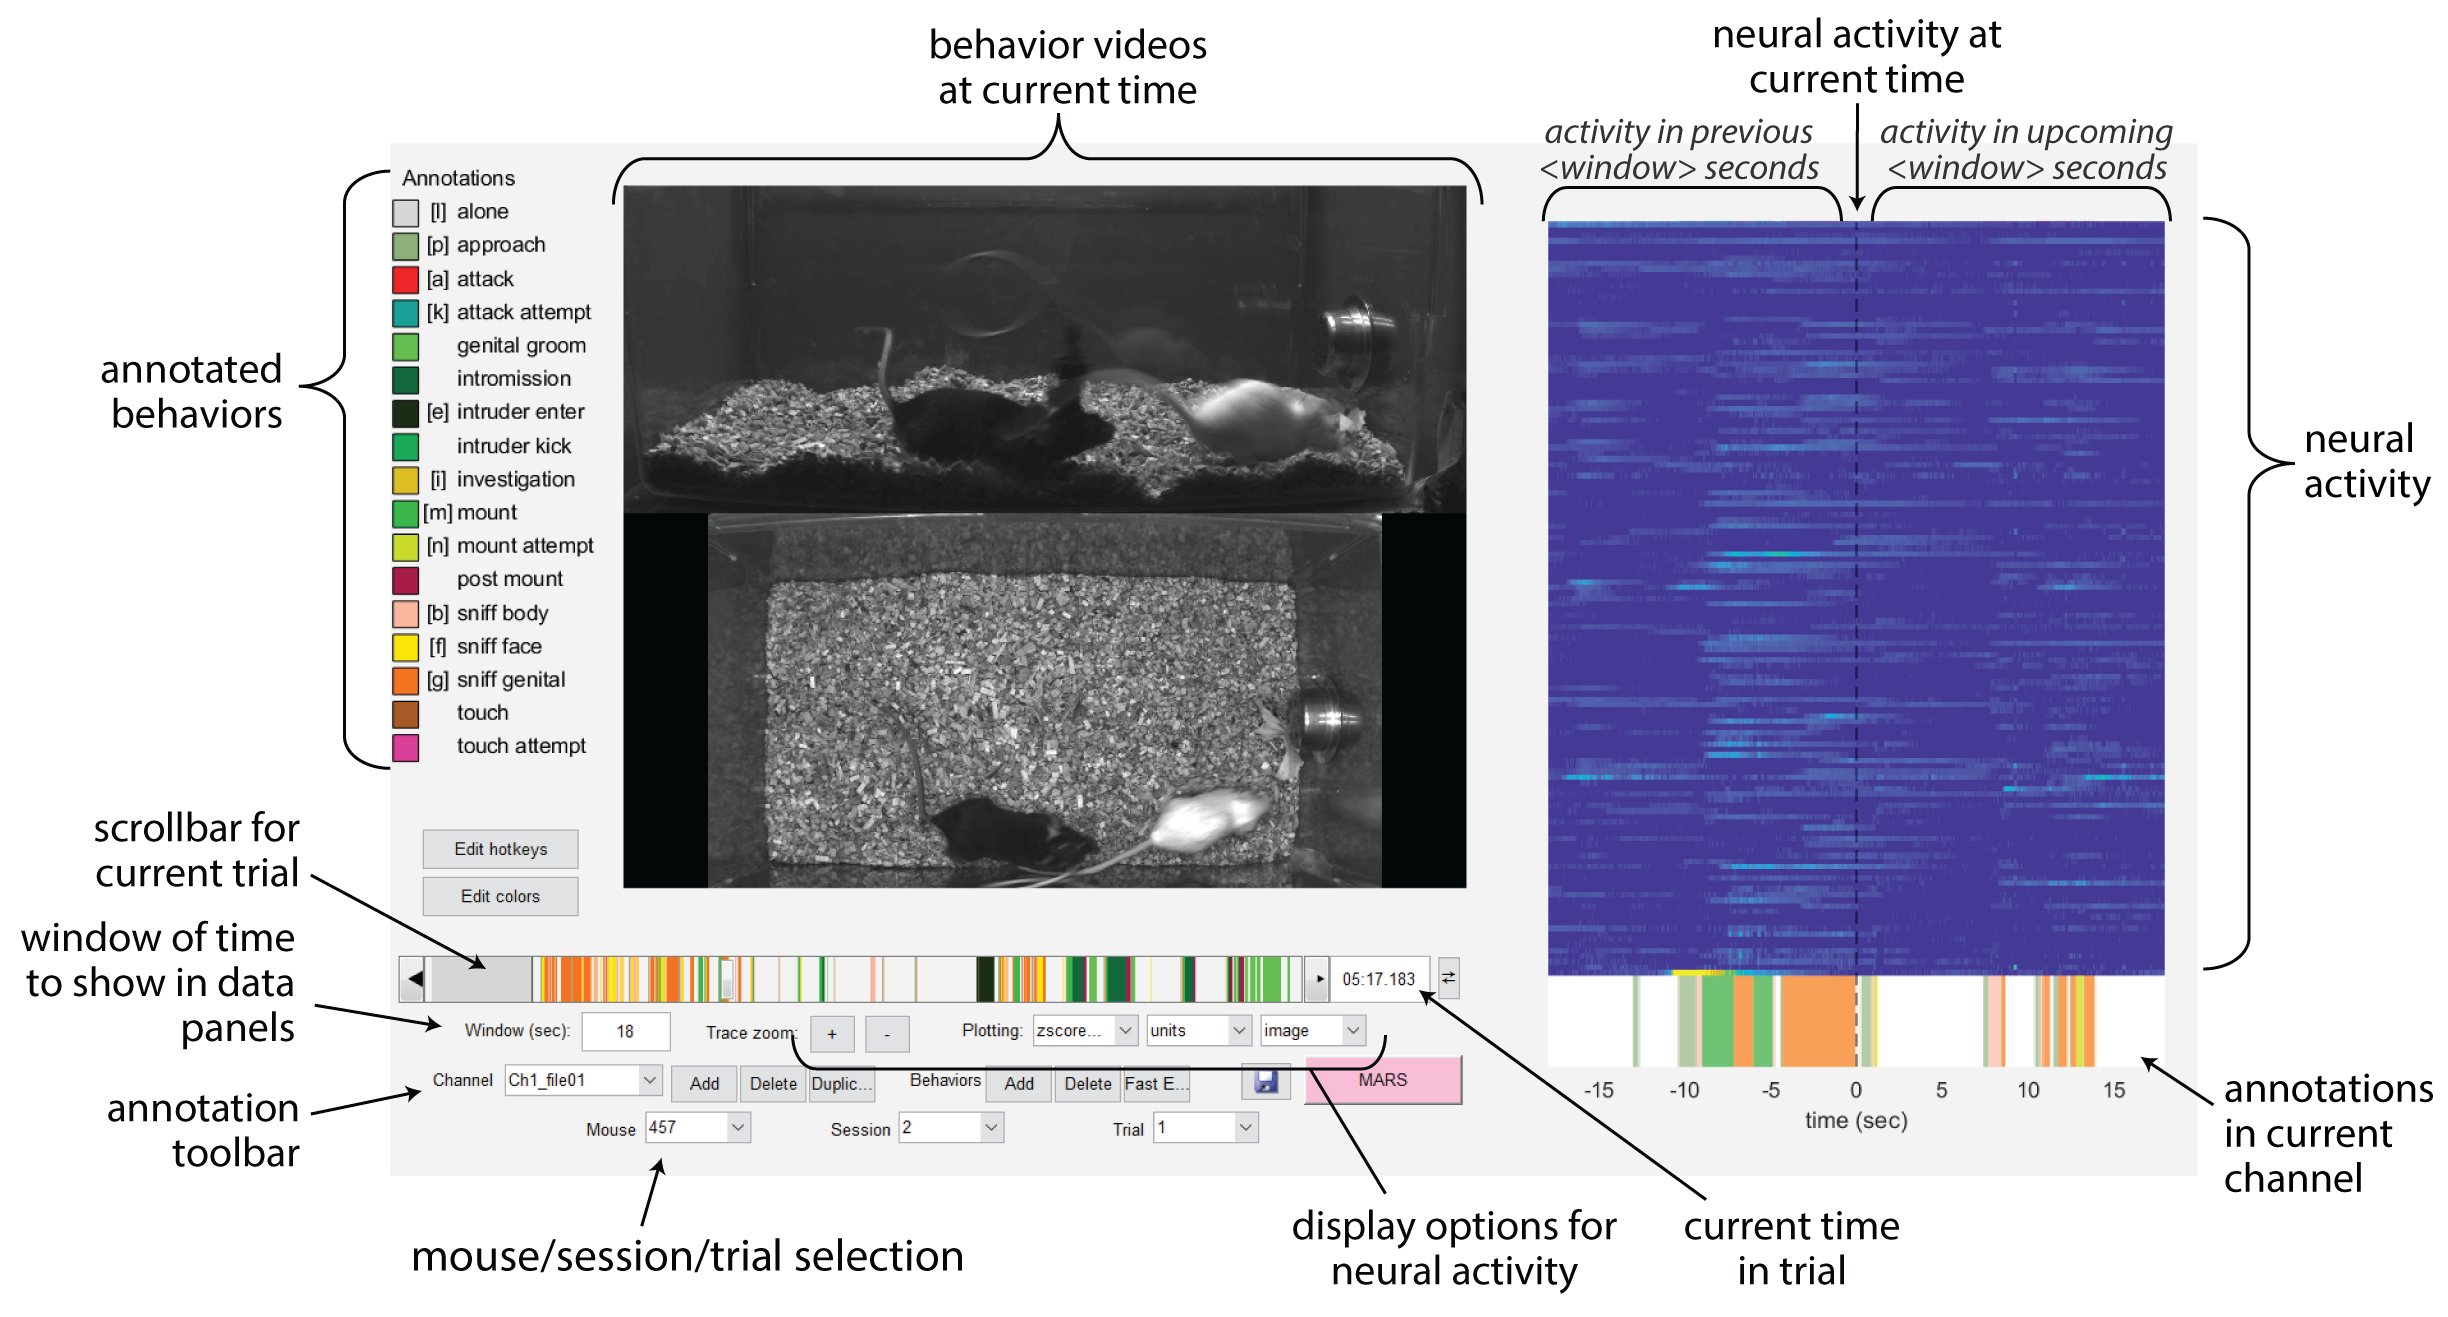 behavior videos
at current time
neural activity at
current time
activity in previous
<window> seconds
activity in upcoming
<window> seconds
Annotations
[l] alone
[p] approach
[a] attack
[k] attack attempt
genital groom
intromission
[e] intruder enter
intruder kick
[i] investigation
[m] mount
[n] mount attempt
post mount
[b] sniff body
[f] sniff face
[g] sniff genital
touch
touch attempt
annotated
behaviors
neural
activity
Edit hotkeys
Edit colors
scrollbar for
current trial
window of time
to show in data
panels
annotation
toolbar
05:17.183
Window (sec): 18 Trace zoom: + - Plotting: zscore... units image
Channel Ch1_file01 Add Delete Duplic... Behaviors Add Delete Fast E... MARS
Mouse 457 Session 2 Trial 1
-15 -10 -5 0 5 10 15
time (sec)
annotations
in current
channel
mouse/session/trial selection
display options for
neural activity
current time
in trial